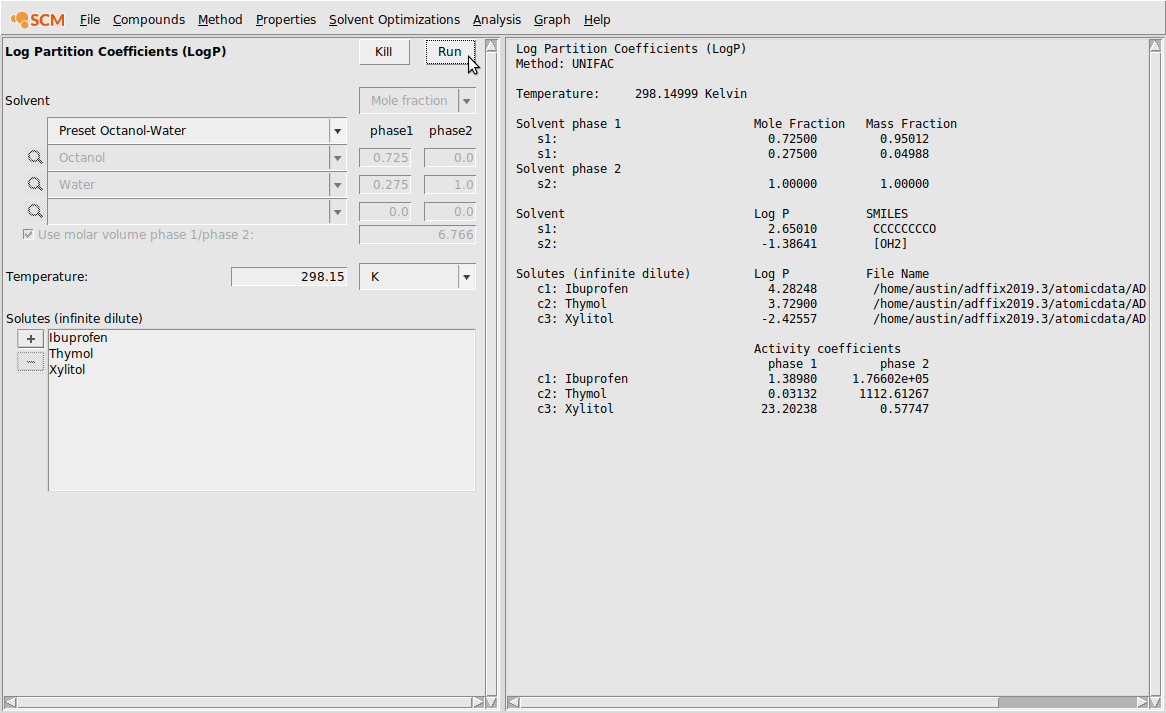 SCM File Compounds Method Properties Solvent Optimizations Analysis Graph Help
Log Partition Coefficients (LogP) Kill Run
Solvent Mole fraction
Preset Octanol-Water phase1 phase2
Octanol 0.725 0.0
Water 0.275 1.0
0.0 0.0
Use molar volume phase 1/phase 2: 6.766
Temperature: 298.15 K
Solutes (infinite dilute)
+
Ibuprofen
...
Thymol
Xylitol
Log Partition Coefficients (LogP)
Method: UNIFAC
Temperature: 298.14999 Kelvin
Solvent phase 1 Mole Fraction Mass Fraction
s1: 0.72500 0.95012
s1: 0.27500 0.04988
Solvent phase 2
s2: 1.00000 1.00000
Solvent Log P SMILES
s1: 2.65010 CCCCCCCCO
s2: -1.38641 [OH2]
Solutes (infinite dilute) Log P File Name
c1: Ibuprofen 4.28248 /home/austin/adffix2019.3/atomicdata/AD
c2: Thymol 3.72900 /home/austin/adffix2019.3/atomicdata/AD
c3: Xylitol -2.42557 /home/austin/adffix2019.3/atomicdata/AD
Activity coefficients
phase 1 phase 2
c1: Ibuprofen 1.38980 1.76602e+05
c2: Thymol 0.03132 1112.61267
c3: Xylitol 23.20238 0.57747